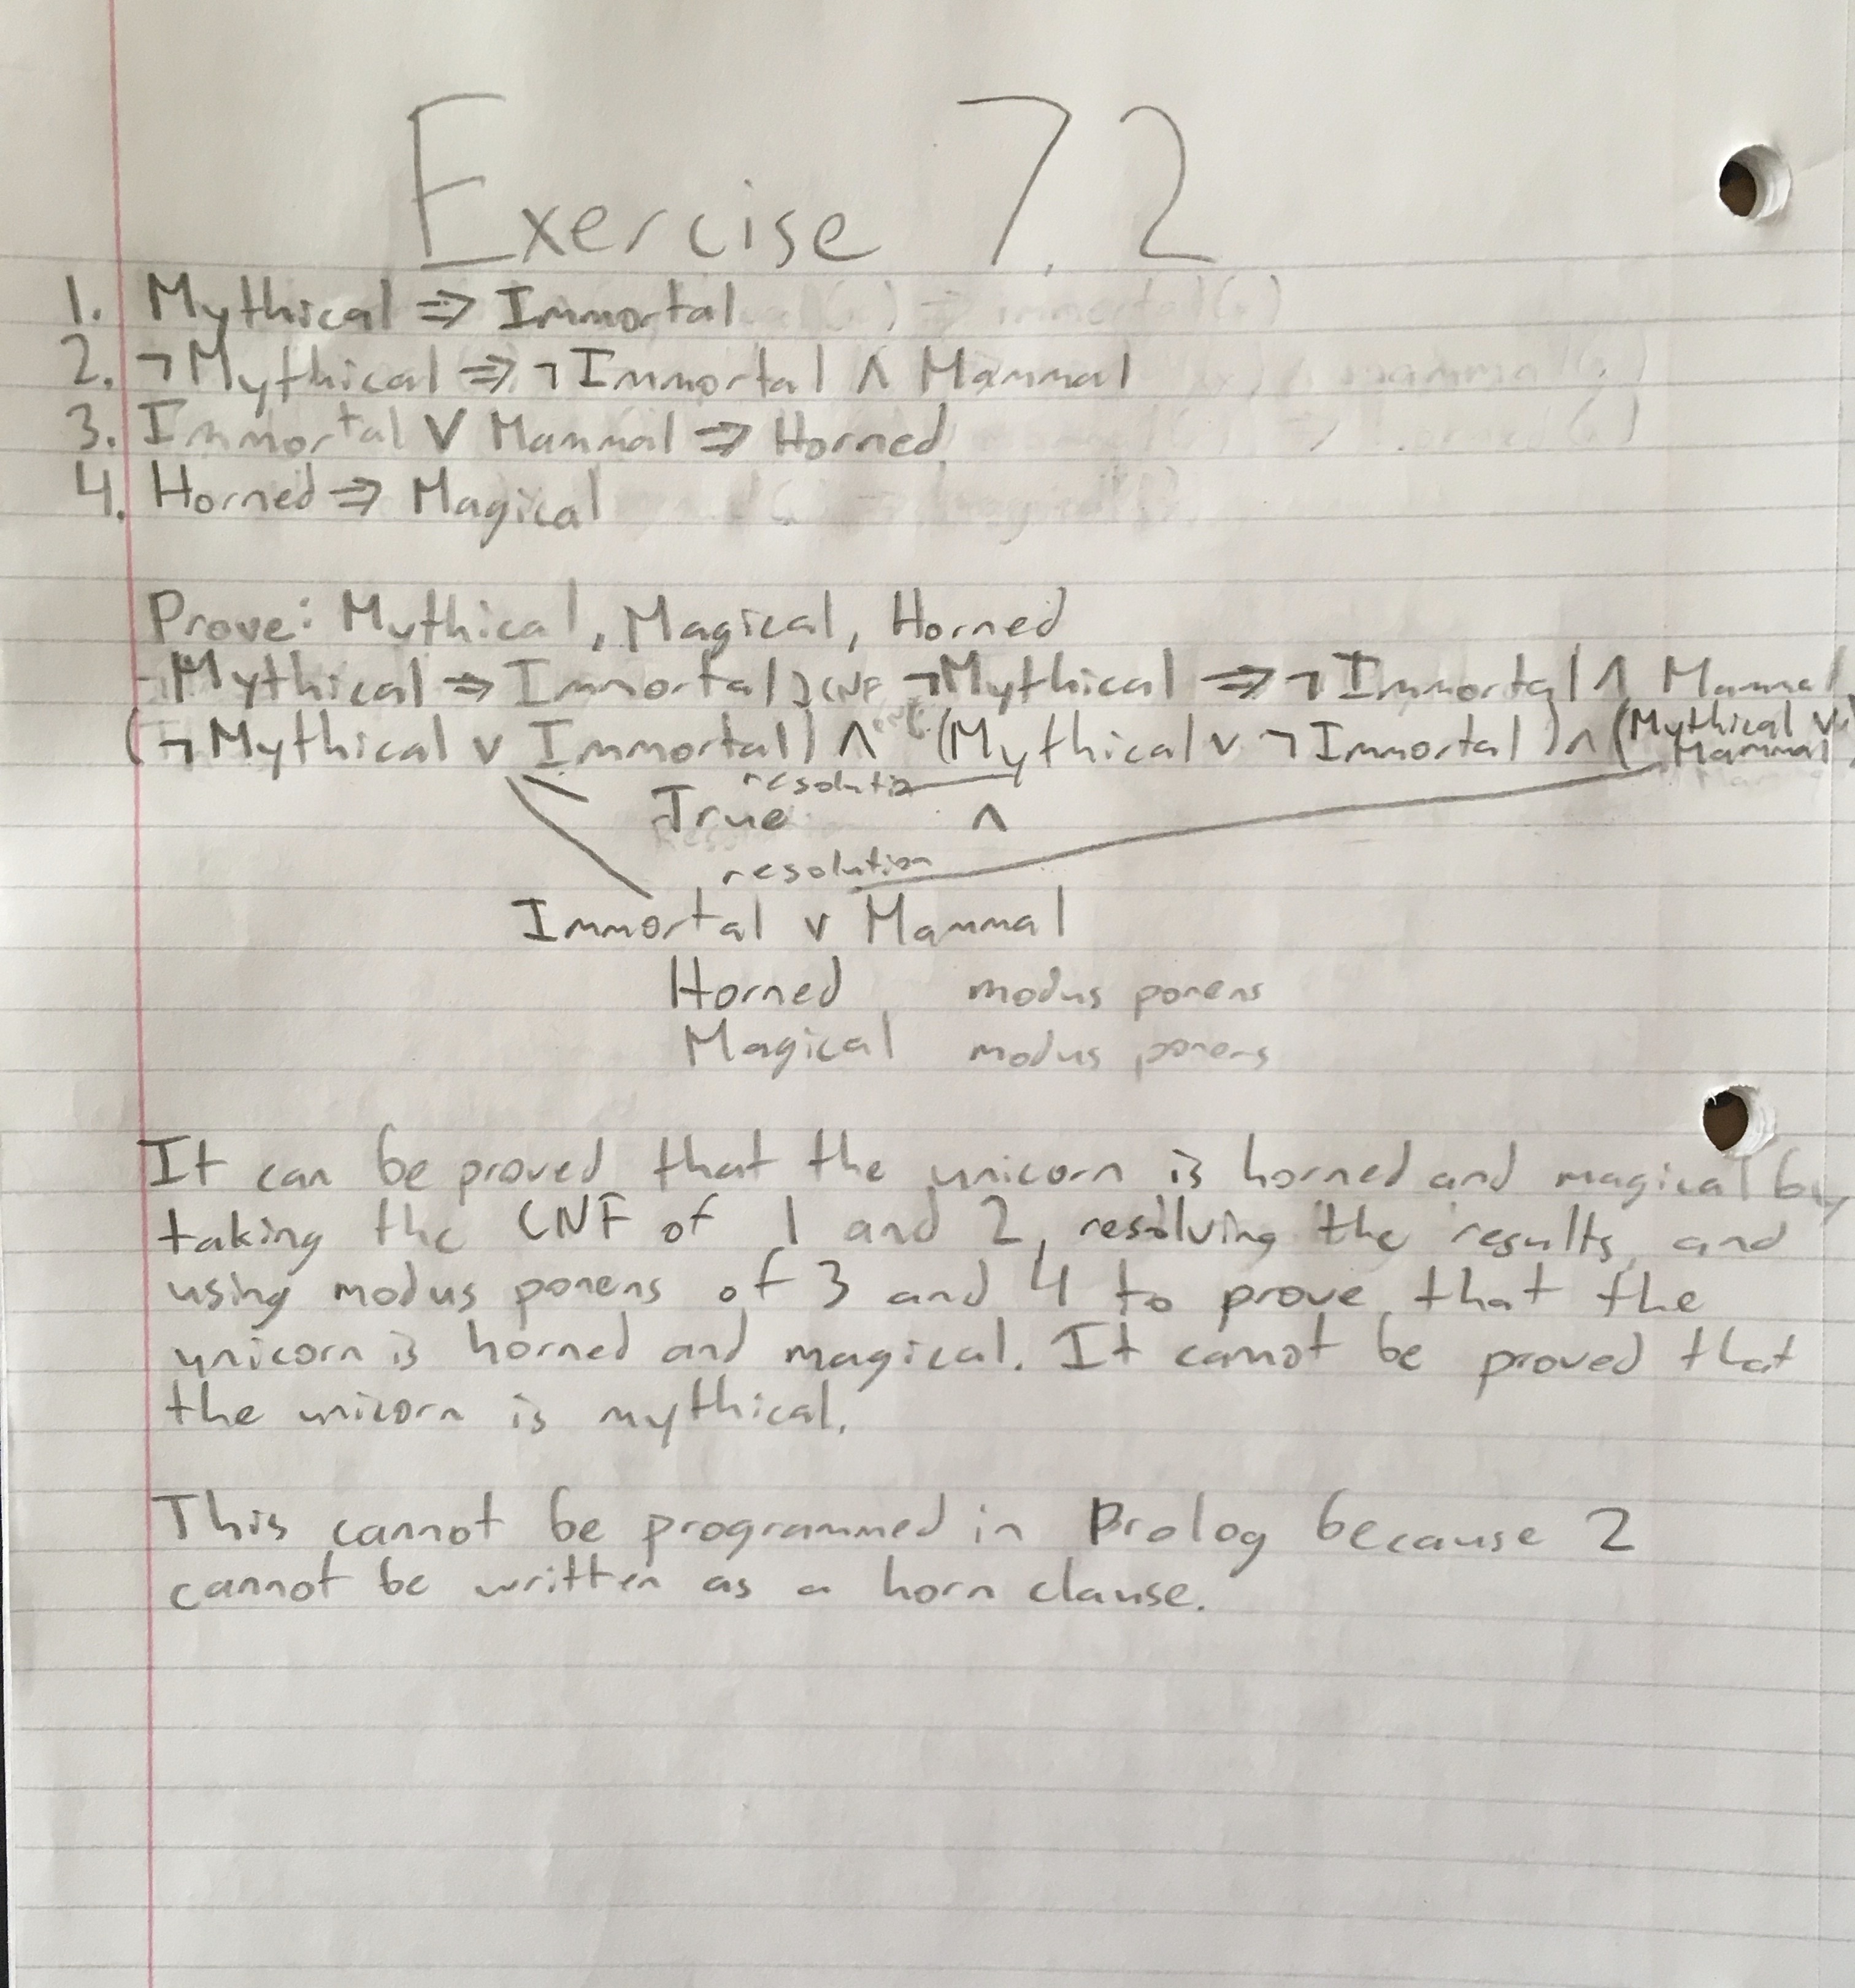 Exercise 7.2
1. Mythical ⇒ Immortal
2. ¬Mythical ⇒ ¬Immortal ∧ Mammal
3. Immortal ∨ Mammal ⇒ Horned
4. Horned ⇒ Magical
Prove: Mythical, Magical, Horned
Mythical ⇒ Immortal } CNF ¬Mythical ⇒ ¬Immortal ∧ Mammal
(¬Mythical ∨ Immortal) ∧ (Mythical ∨ ¬Immortal) ∧ (Mythical ∨ Mammal)
resolution
True ∧
resolution
Immortal ∨ Mammal
Horned modus ponens
Magical modus ponens
It can be proved that the unicorn is horned and magical by
taking the CNF of 1 and 2, resolving the results, and
using modus ponens of 3 and 4 to prove that the
unicorn is horned and magical. It cannot be proved that
the unicorn is mythical.
This cannot be programmed in Prolog because 2
cannot be written as a horn clause.